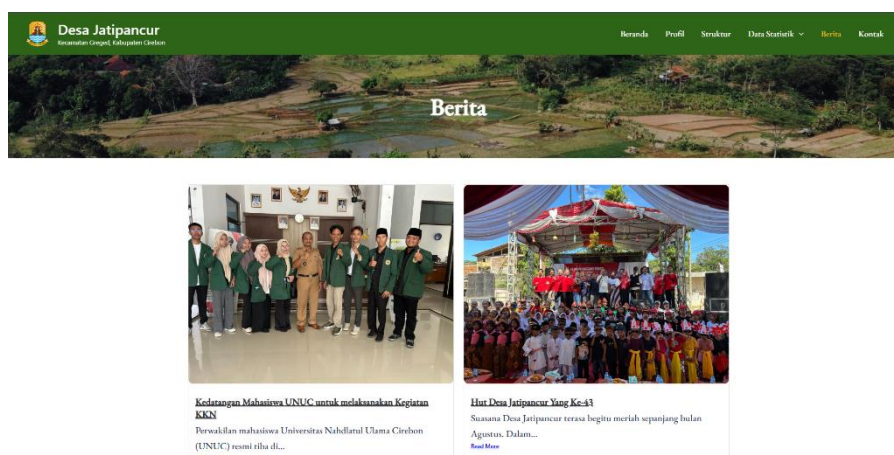 Desa Jatipancur
Kecamatan Greged, Kabupaten Cirebon
Beranda Profil Struktur Data Statistik Berita Kontak
Berita
Kedatangan Mahasiswa UNUC untuk melaksanakan Kegiatan
KKN
Perwakilan mahasiswa Universitas Nahdlatul Ulama Cirebon
(UNUC) resmi tiba di...
Hut Desa Jatipancur Yang Ke-43
Suasana Desa Jatipancur terasa begitu meriah sepanjang bulan
Agustus. Dalam...
Read More